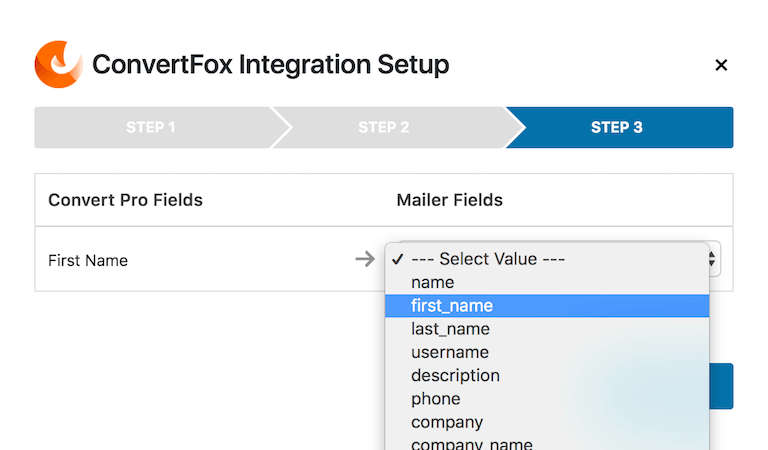 ConvertFox Integration Setup
STEP 1
STEP 2
STEP 3
Convert Pro Fields
Mailer Fields
First Name
--- Select Value ---
name
first_name
last_name
username
description
phone
company
company_name